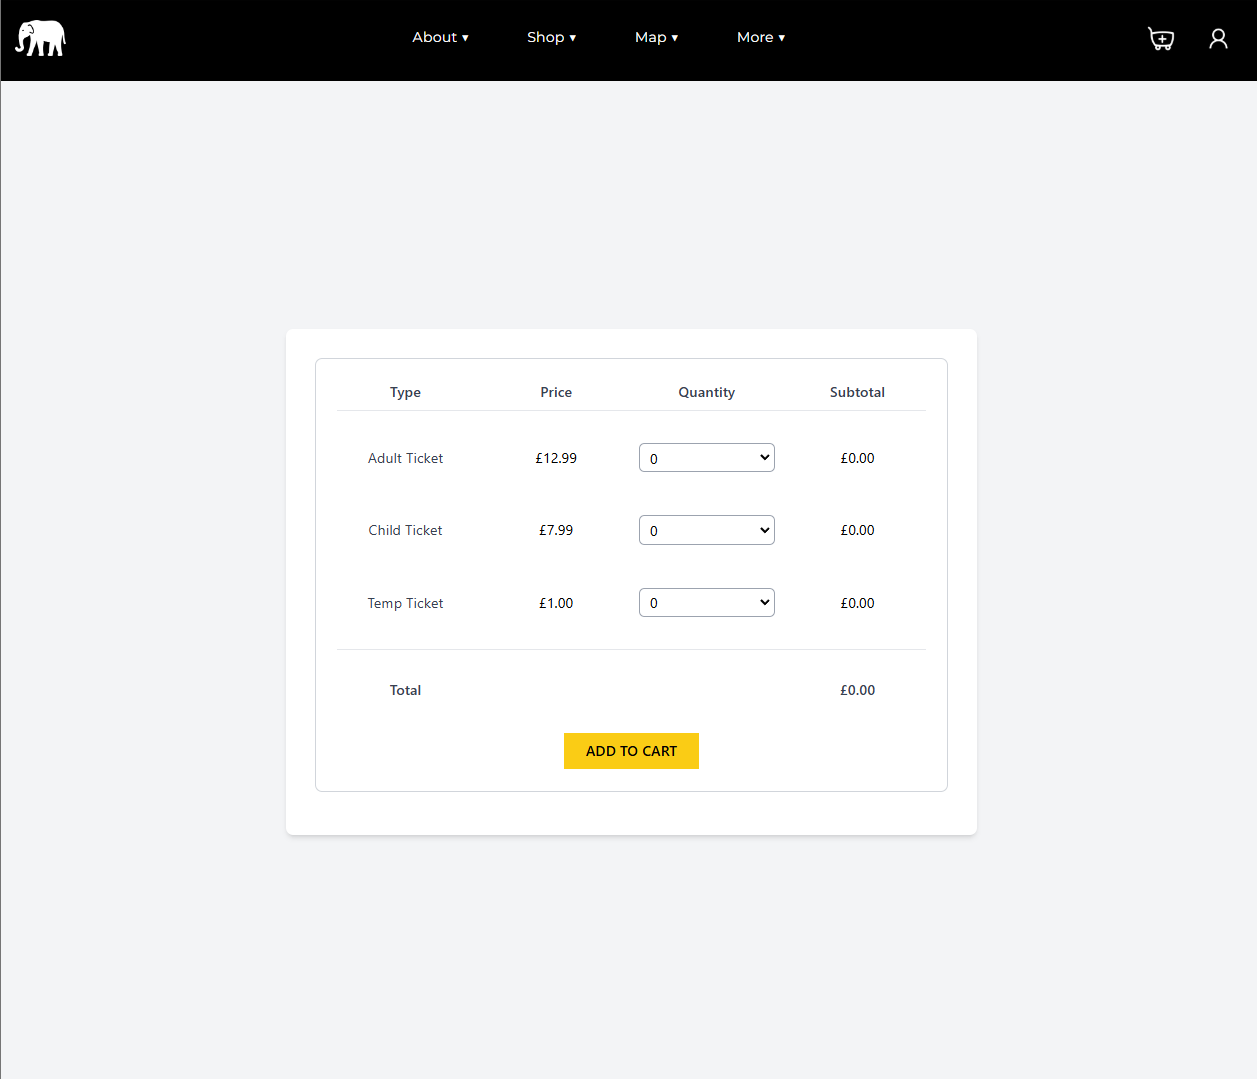 About ▾ Shop ▾ Map ▾ More ▾
Type Price Quantity Subtotal
Adult Ticket £12.99 0 £0.00
Child Ticket £7.99 0 £0.00
Temp Ticket £1.00 0 £0.00
Total £0.00
ADD TO CART